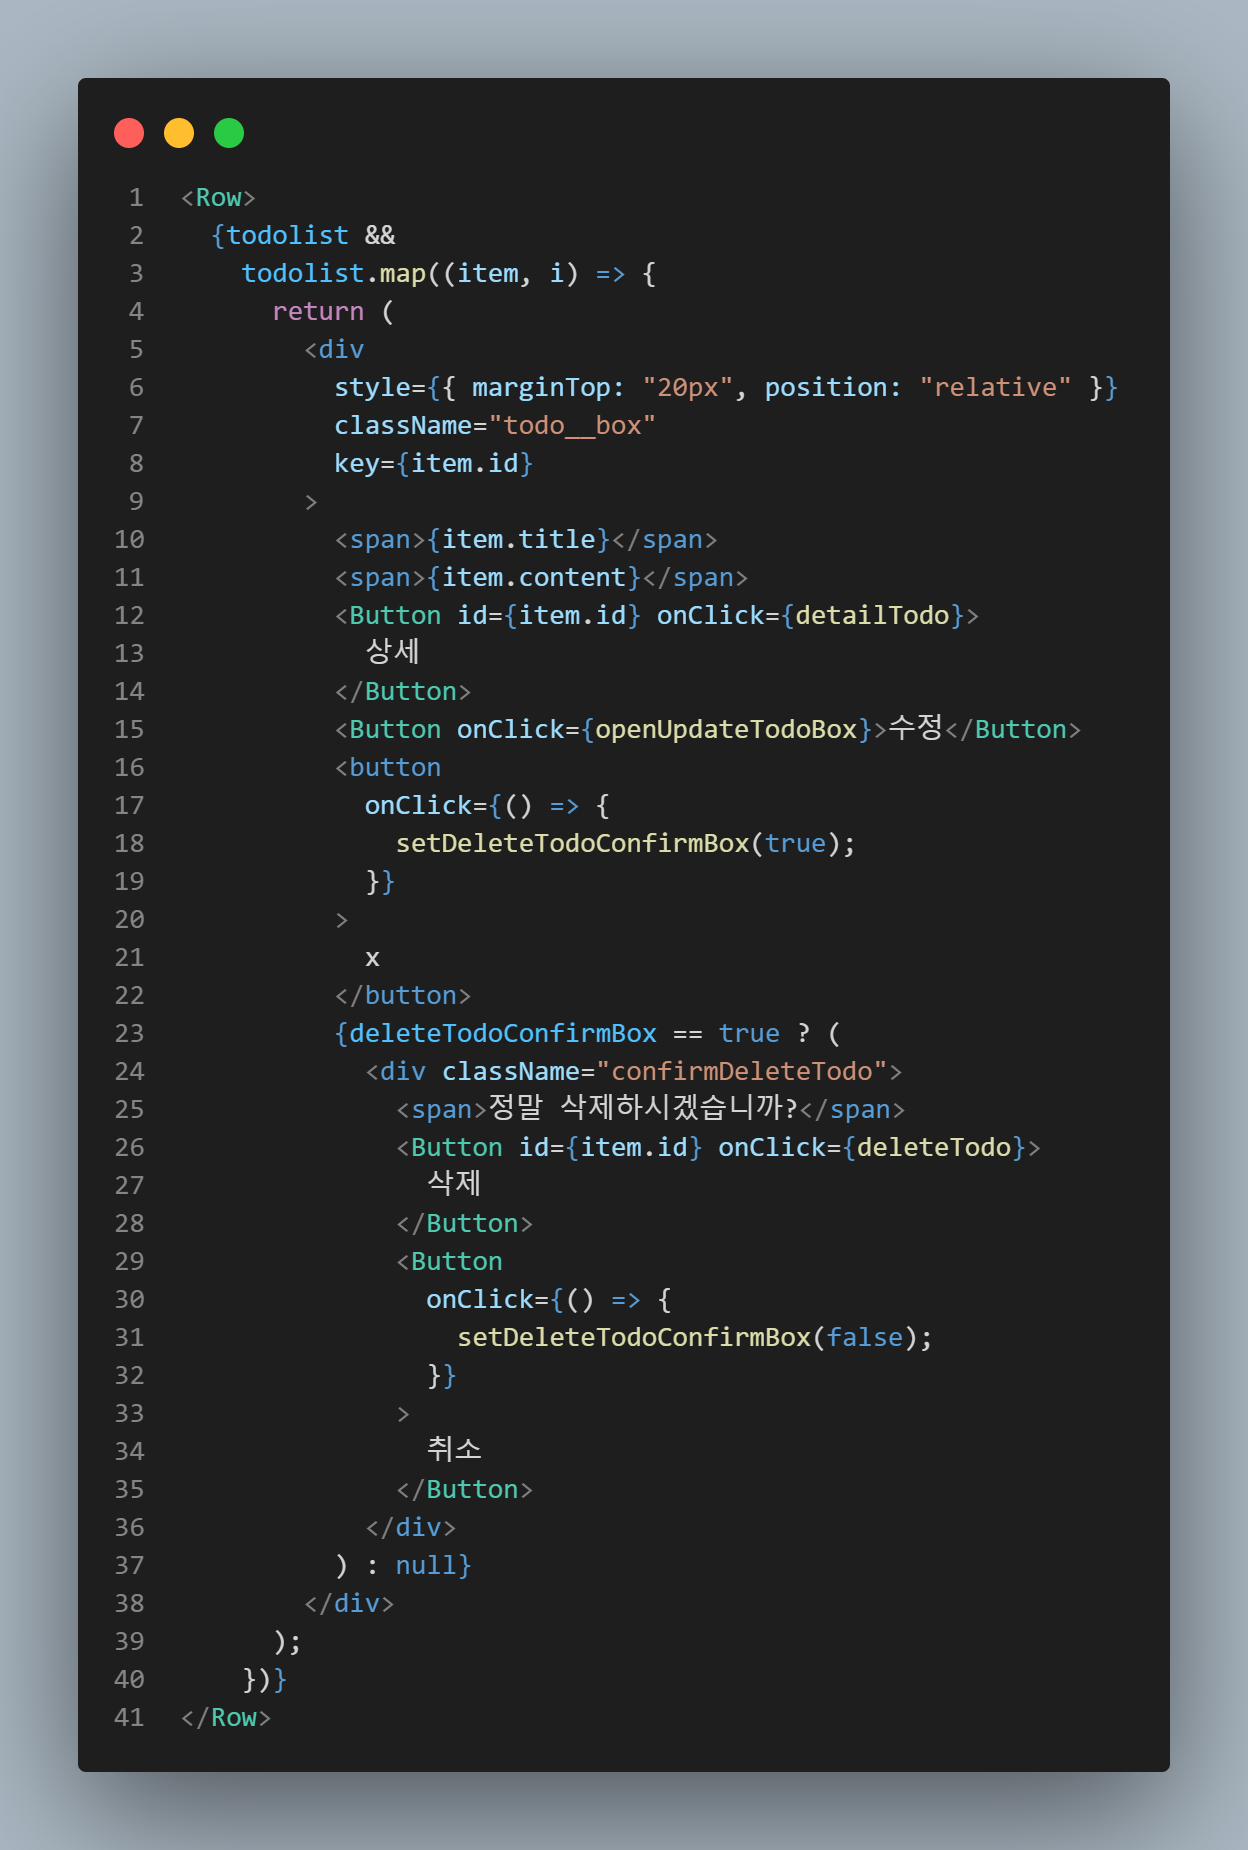 1 <Row>
2   {todolist &&
3     todolist.map((item, i) => {
4       return (
5         <div
6           style={{ marginTop: "20px", position: "relative" }}
7           className="todo__box"
8           key={item.id}
9         >
10           <span>{item.title}</span>
11           <span>{item.content}</span>
12           <Button id={item.id} onClick={detailTodo}>
13             상세
14           </Button>
15           <Button onClick={openUpdateTodoBox}>수정</Button>
16           <button
17             onClick={() => {
18               setDeleteTodoConfirmBox(true);
19             }}
20           >
21             x
22           </button>
23           {deleteTodoConfirmBox == true ? (
24             <div className="confirmDeleteTodo">
25               <span>정말 삭제하시겠습니까?</span>
26               <Button id={item.id} onClick={deleteTodo}>
27                 삭제
28               </Button>
29               <Button
30                 onClick={() => {
31                   setDeleteTodoConfirmBox(false);
32                 }}
33               >
34                 취소
35               </Button>
36             </div>
37           ) : null}
38         </div>
39       );
40     })}
41 </Row>